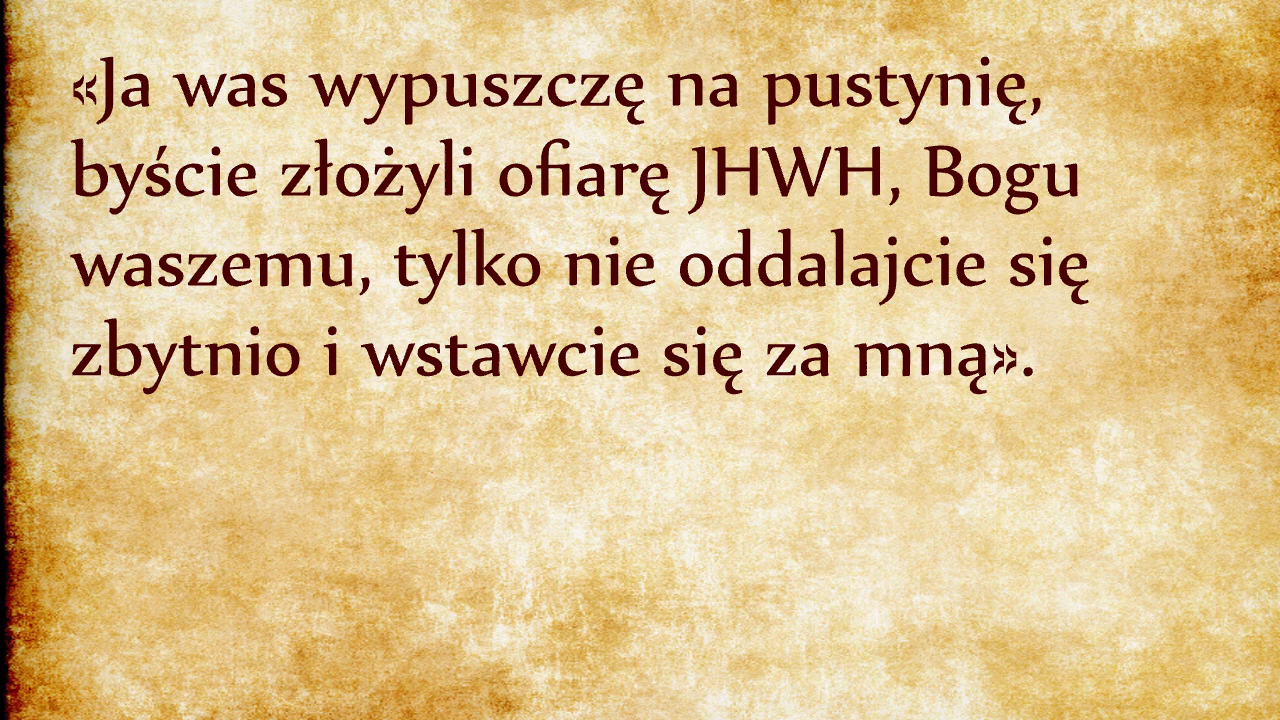 «Ja was wypuszczę na pustynię,
byście złożyli ofiarę JHWH, Bogu
waszemu, tylko nie oddalajcie się
zbytnio i wstawcie się za mną».